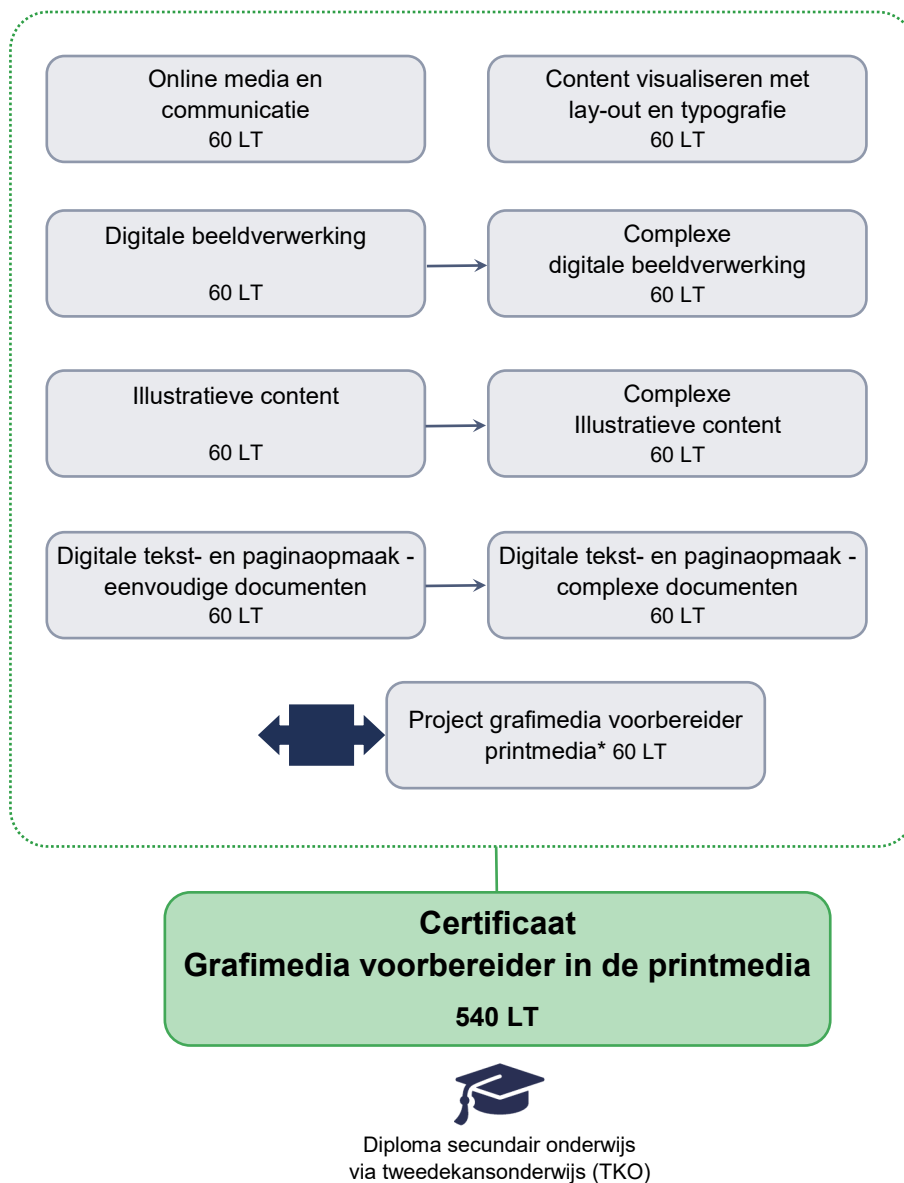 Online media en
communicatie
60 LT
Content visualiseren met
lay-out en typografie
60 LT
Digitale beeldverwerking
60 LT
Complexe
digitale beeldverwerking
60 LT
Illustratieve content
60 LT
Complexe
Illustratieve content
60 LT
Digitale tekst- en paginaopmaak -
eenvoudige documenten
60 LT
Digitale tekst- en paginaopmaak -
complexe documenten
60 LT
Project grafimedia voorbereider
printmedia* 60 LT
Certificaat
Grafimedia voorbereider in de printmedia
540 LT
Diploma secundair onderwijs
via tweedekansonderwijs (TKO)